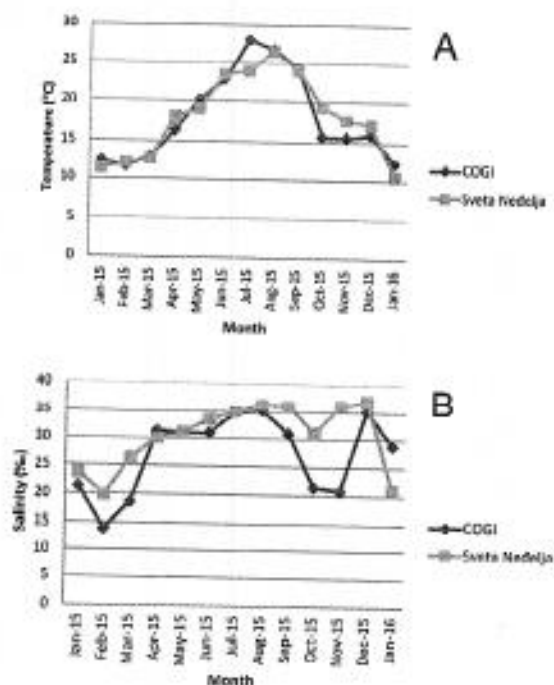 A
30
25
20
15
10
5
0
Temperature (°C)
Jan-15
Feb-15
Mar-15
Apr-15
May-15
Jun-15
Jul-15
Aug-15
Sep-15
Oct-15
Nov-15
Dec-15
Jan-16
Month
COGI
Sveta Nedelja
B
40
35
30
25
20
15
10
5
0
Salinity (‰)
Jan-15
Feb-15
Mar-15
Apr-15
May-15
Jun-15
Jul-15
Aug-15
Sep-15
Oct-15
Nov-15
Dec-15
Jan-16
Month
COGI
Sveta Nedelja